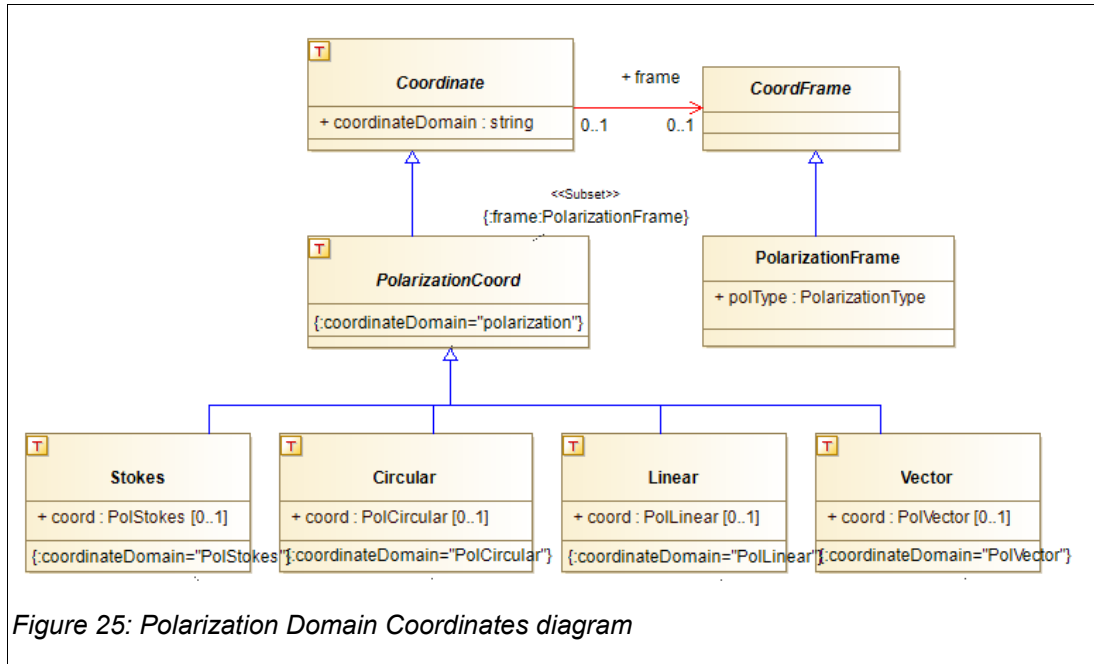 T
Coordinate
+ coordinateDomain : string
+ frame
0..1
0..1
CoordFrame
<<Subset>>
{:frame:PolarizationFrame}
T
PolarizationCoord
{:coordinateDomain="polarization"}
PolarizationFrame
+ polType : PolarizationType
T
Stokes
+ coord : PolStokes [0..1]
{:coordinateDomain="PolStokes"}
T
Circular
+ coord : PolCircular [0..1]
{:coordinateDomain="PolCircular"}
T
Linear
+ coord : PolLinear [0..1]
{:coordinateDomain="PolLinear"}
T
Vector
+ coord : PolVector [0..1]
{:coordinateDomain="PolVector"}
Figure 25: Polarization Domain Coordinates diagram